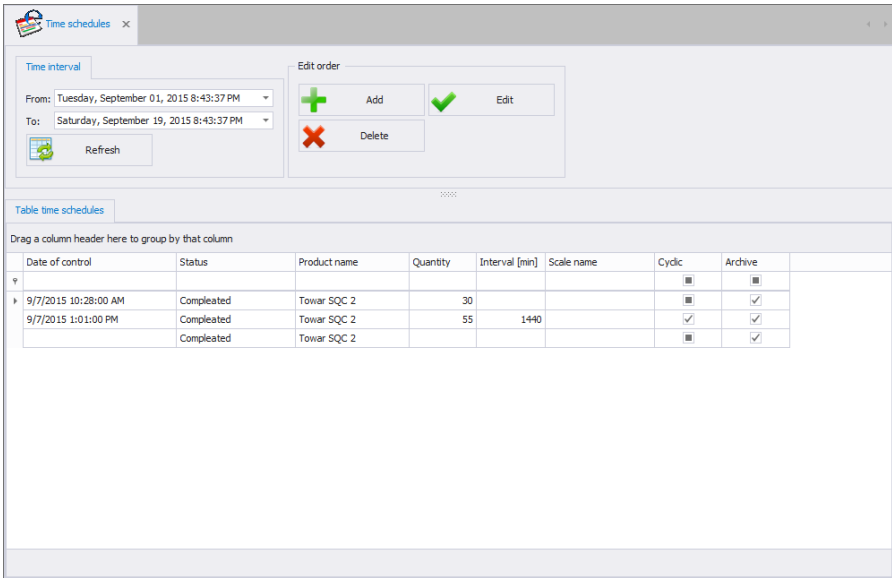 Time schedules
Time interval
From: Tuesday, September 01, 2015 8:43:37 PM
To: Saturday, September 19, 2015 8:43:37 PM
Refresh
Edit order
Add
Edit
Delete
Table time schedules
Drag a column header here to group by that column
Date of control Status Product name Quantity Interval [min] Scale name Cyclic Archive
9/7/2015 10:28:00 AM Compleated Towar SQC 2 30
9/7/2015 1:01:00 PM Compleated Towar SQC 2 55 1440
Compleated Towar SQC 2